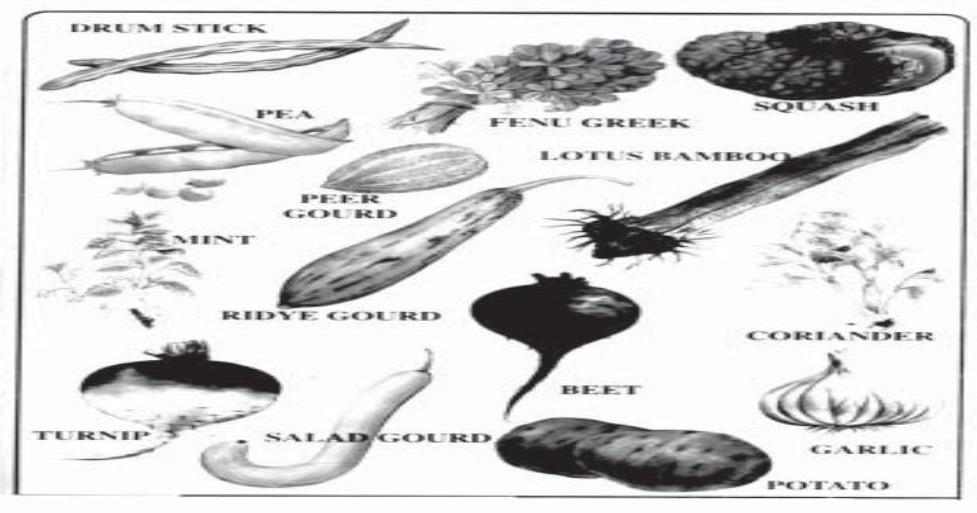 DRUM STICK
PEA
FENU GREEK
SQUASH
LOTUS BAMBOO
PEER
GOURD
MINT
RIDYE GOURD
CORIANDER
BEET
TURNIP
SALAD GOURD
GARLIC
POTATO